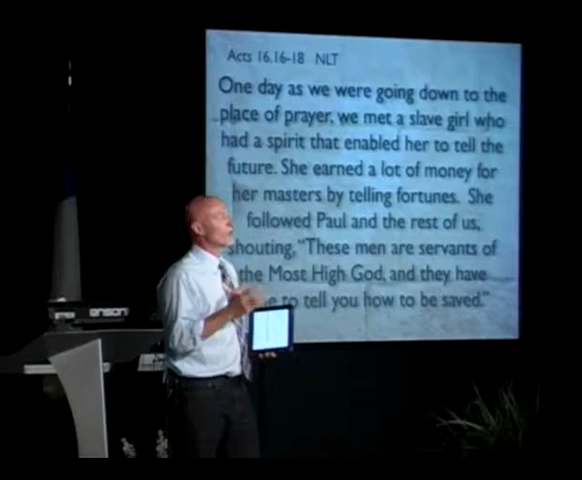 Acts 16.16-18 NLT
One day as we were going down to the
place of prayer, we met a slave girl who
had a spirit that enabled her to tell the
future. She earned a lot of money for
her masters by telling fortunes. She
followed Paul and the rest of us,
shouting, "These men are servants of
the Most High God, and they have
to tell you how to be saved."